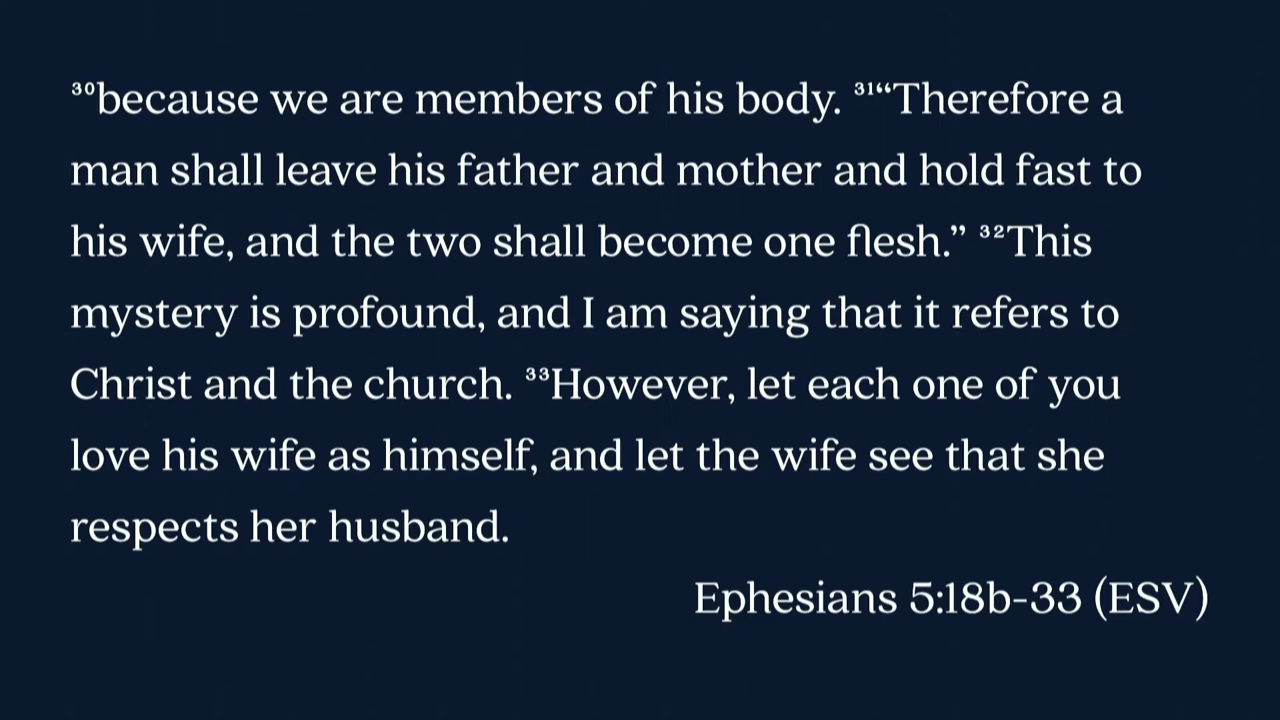 ³⁰because we are members of his body. ³¹“Therefore a
man shall leave his father and mother and hold fast to
his wife, and the two shall become one flesh.” ³²This
mystery is profound, and I am saying that it refers to
Christ and the church. ³³However, let each one of you
love his wife as himself, and let the wife see that she
respects her husband.
Ephesians 5:18b-33 (ESV)